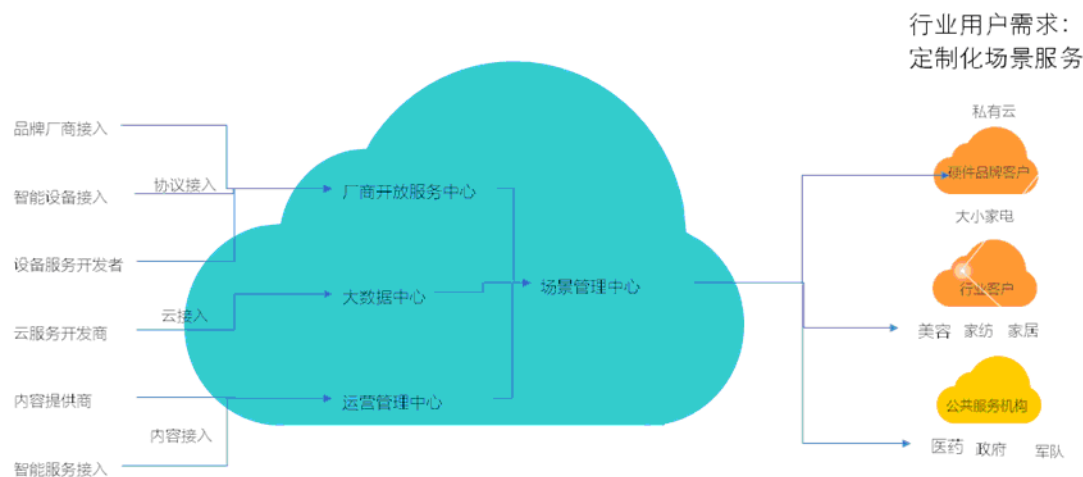 行业用户需求：
定制化场景服务
品牌厂商接入
智能设备接入
设备服务开发者
云服务开发商
内容提供商
智能服务接入
协议接入
云接入
内容接入
厂商开放服务中心
大数据中心
运营管理中心
场景管理中心
私有云
硬件品牌客户
大小家电
行业客户
美容 家纺 家居
公共服务机构
医药 政府 军队